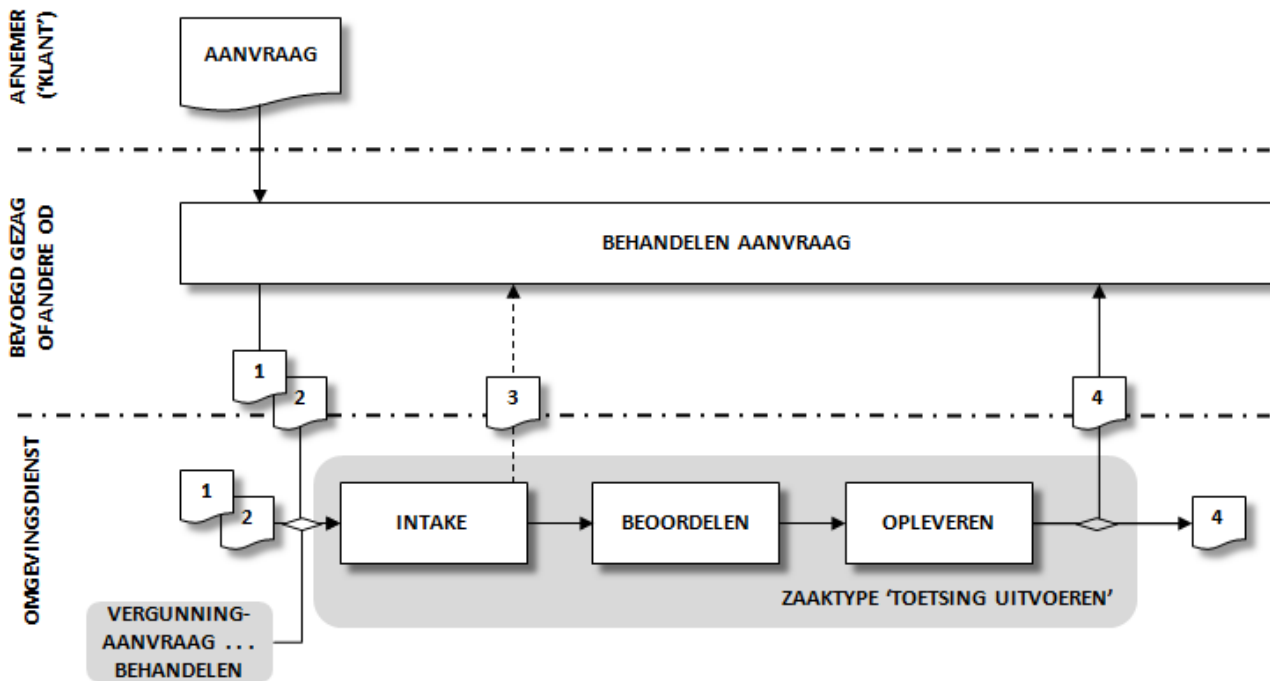 AFNEMER
('KLANT')
AANVRAAG
BEVOEGD GEZAG
OF ANDERE OD
BEHANDELEN AANVRAAG
1
2
3
4
OMGEVINGSDIENST
1
2
INTAKE
BEOORDELEN
OPLEVEREN
4
ZAAKTYPE 'TOETSING UITVOEREN'
VERGUNNING-
AANVRAAG . . .
BEHANDELEN